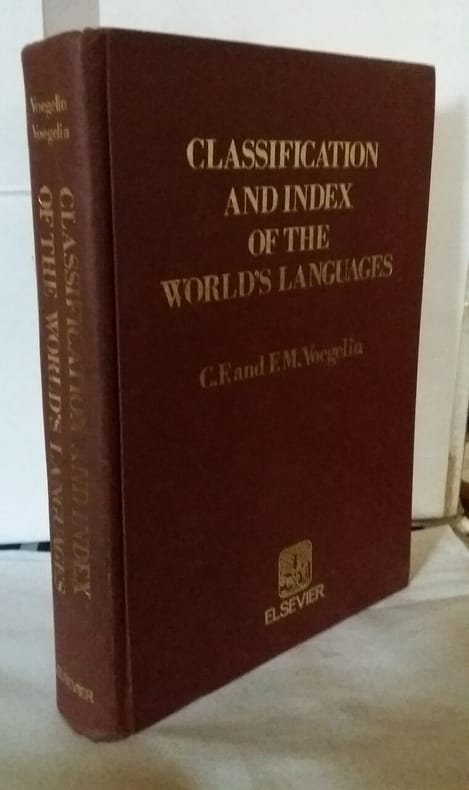 Voegelin
Voegelin
CLASSIFICATION AND INDEX
OF THE WORLD'S LANGUAGES
ELSEVIER
CLASSIFICATION
AND INDEX
OF THE
WORLD'S LANGUAGES
C.F. and F.M. Voegelin
ELSEVIER